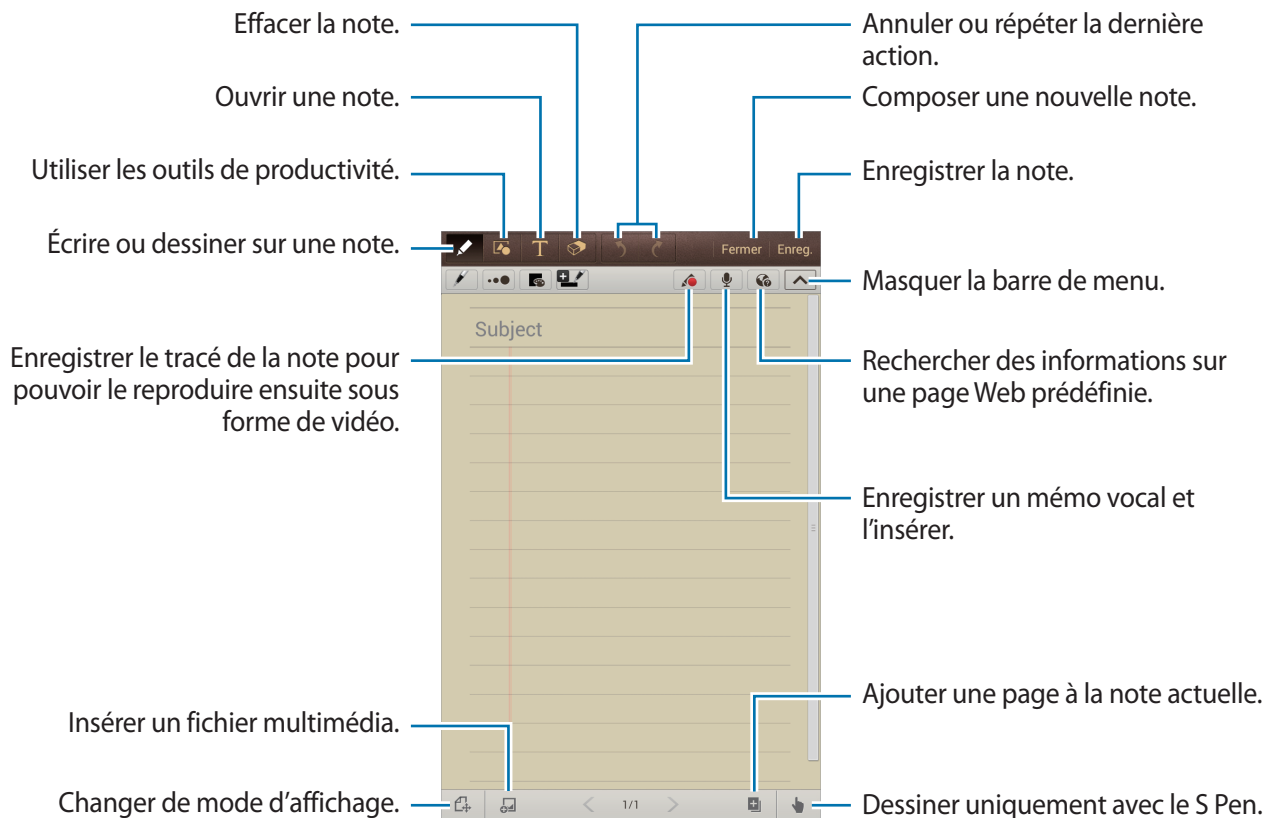 Effacer la note.
Ouvrir une note.
Utiliser les outils de productivité.
Écrire ou dessiner sur une note.
Enregistrer le tracé de la note pour
pouvoir le reproduire ensuite sous
forme de vidéo.
Insérer un fichier multimédia.
Changer de mode d'affichage.
T
Fermer
Enreg.
Subject
1/1
Annuler ou répéter la dernière
action.
Composer une nouvelle note.
Enregistrer la note.
Masquer la barre de menu.
Rechercher des informations sur
une page Web prédéfinie.
Enregistrer un mémo vocal et
l'insérer.
Ajouter une page à la note actuelle.
Dessiner uniquement avec le S Pen.